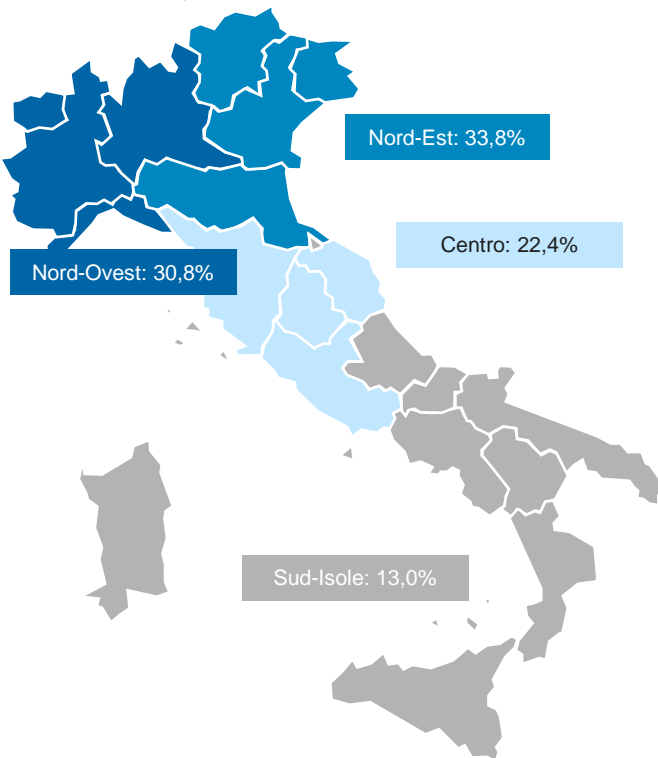 Nord-Est: 33,8%
Centro: 22,4%
Nord-Ovest: 30,8%
Sud-Isole: 13,0%